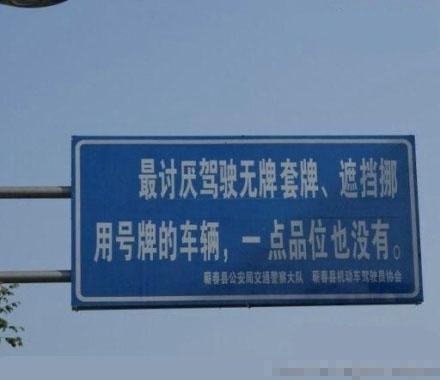 最讨厌驾驶无牌套牌、遮挡挪
用号牌的车辆，一点品位也没有。
蕲春县公安局交通警察大队 蕲春县机动车驾驶员协会